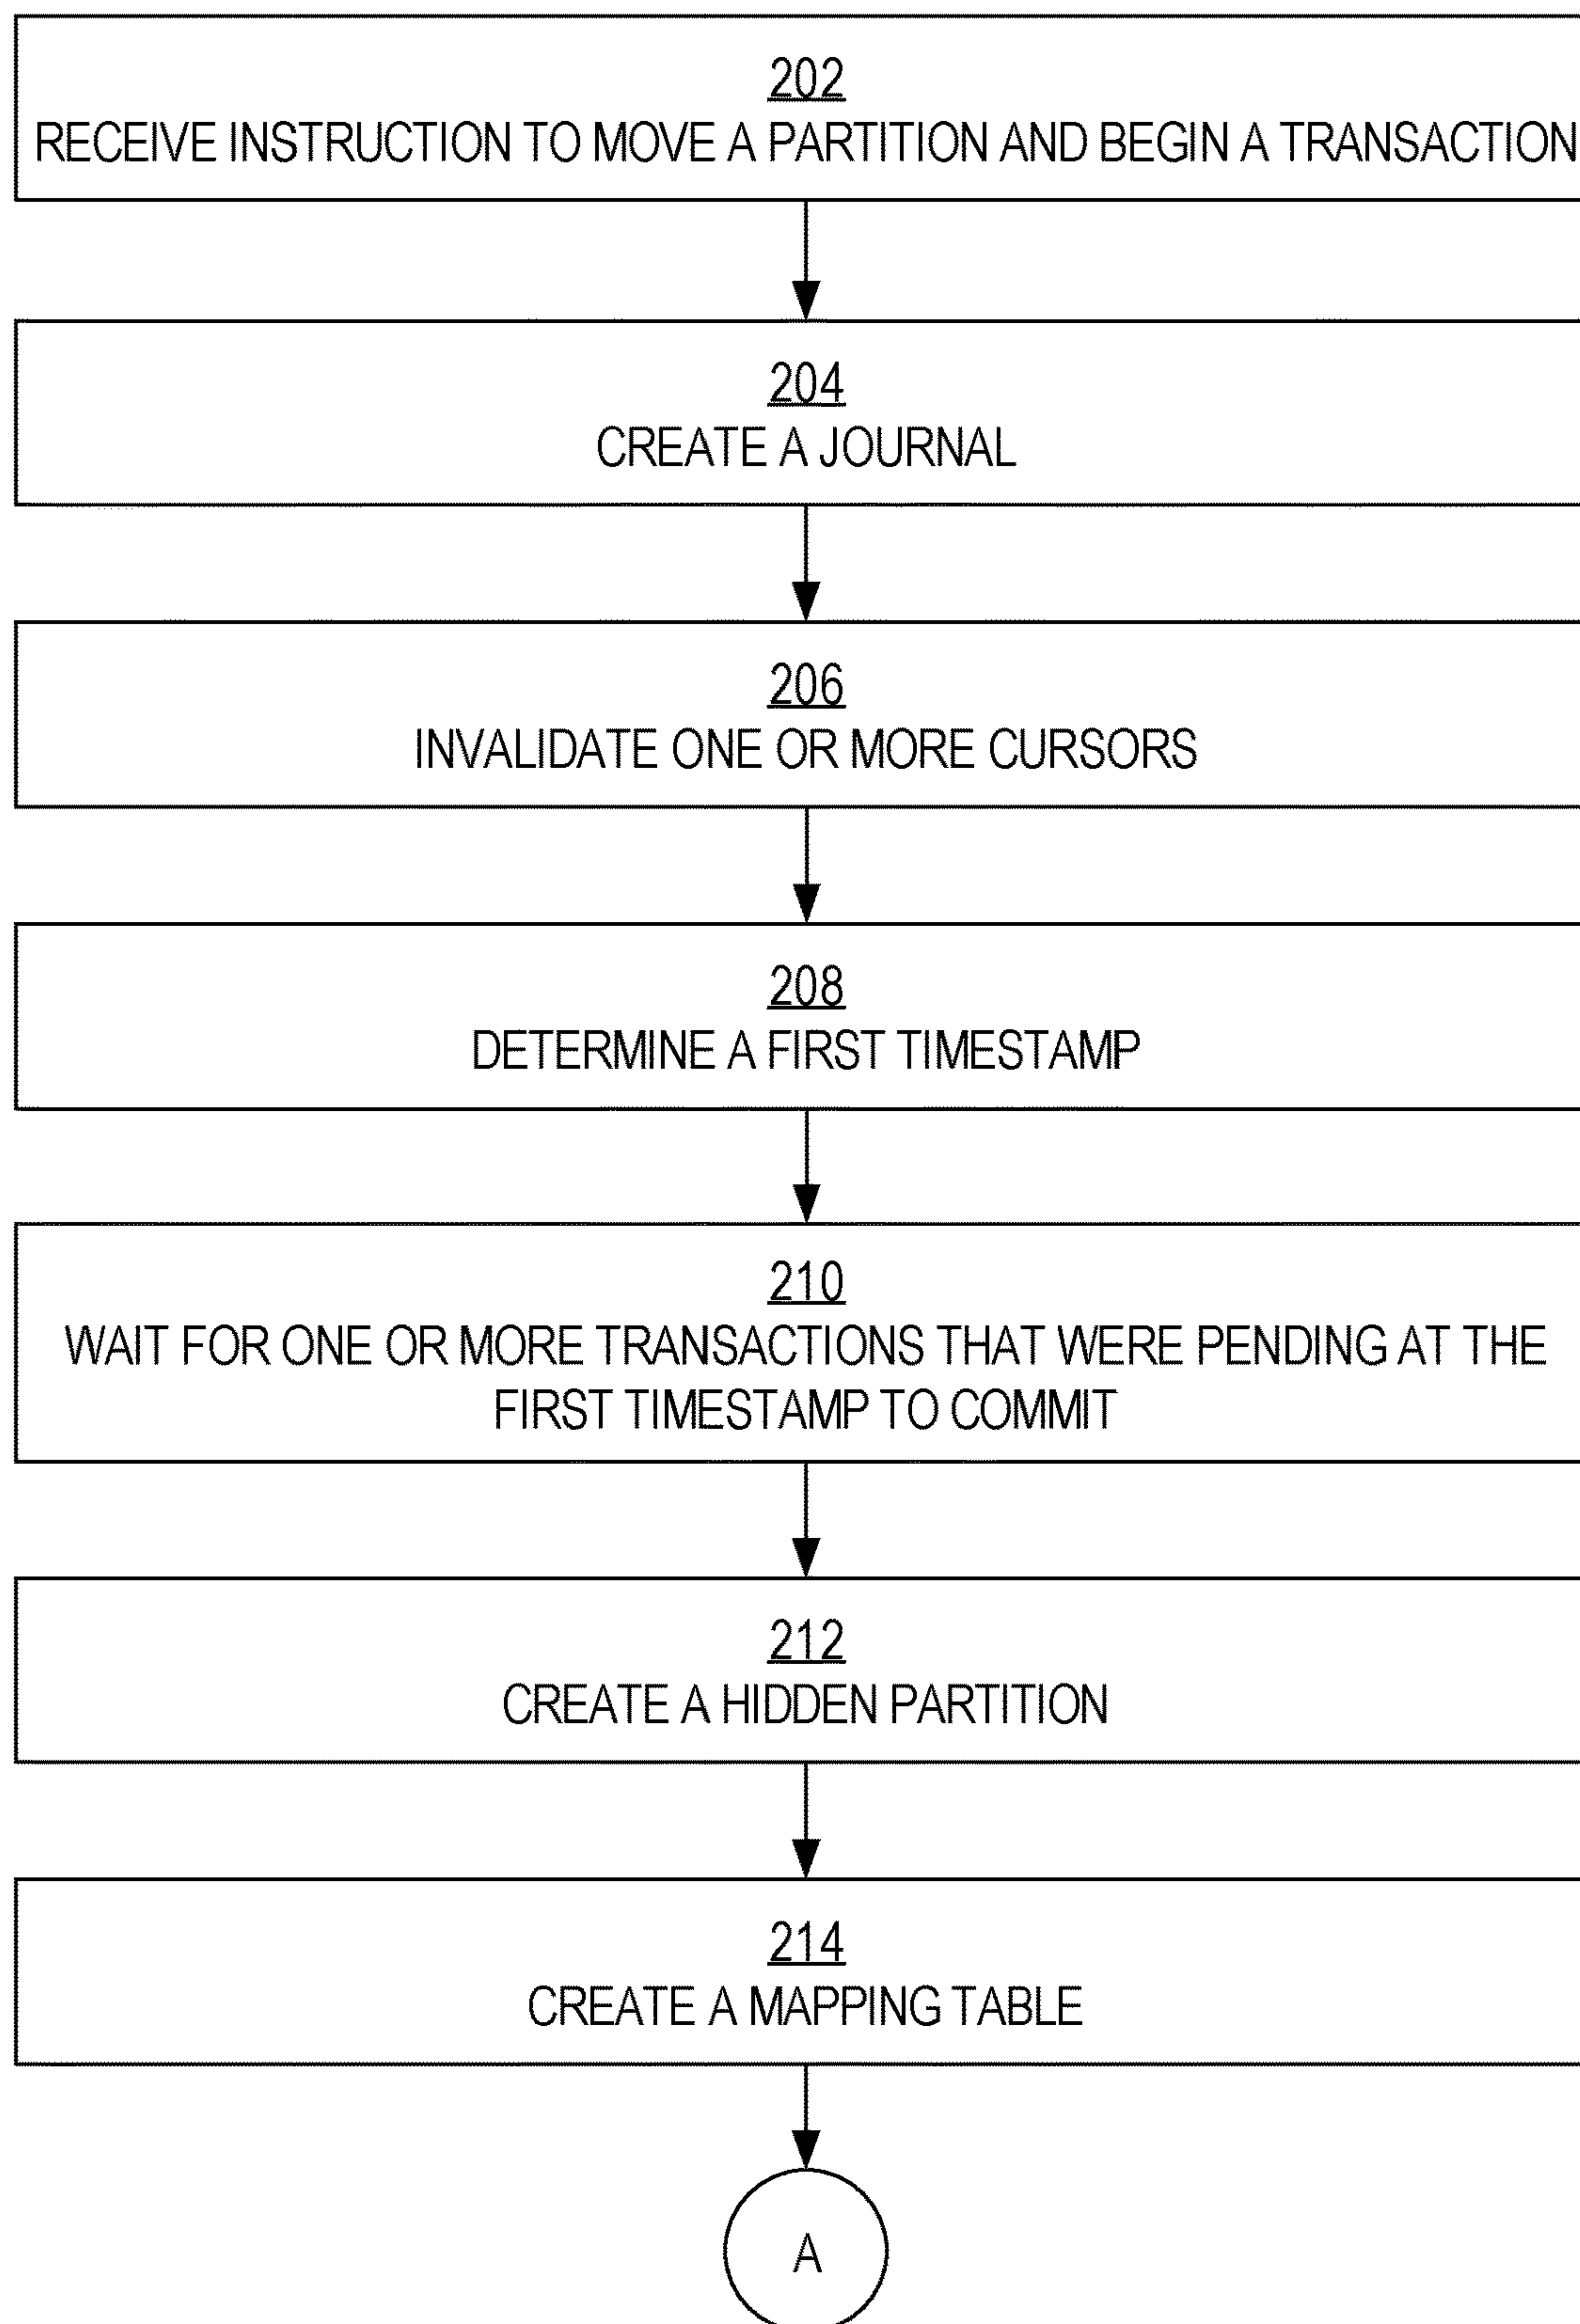 202
RECEIVE INSTRUCTION TO MOVE A PARTITION AND BEGIN A TRANSACTION
204
CREATE A JOURNAL
206
INVALIDATE ONE OR MORE CURSORS
208
DETERMINE A FIRST TIMESTAMP
210
WAIT FOR ONE OR MORE TRANSACTIONS THAT WERE PENDING AT THE
FIRST TIMESTAMP TO COMMIT
212
CREATE A HIDDEN PARTITION
214
CREATE A MAPPING TABLE
A